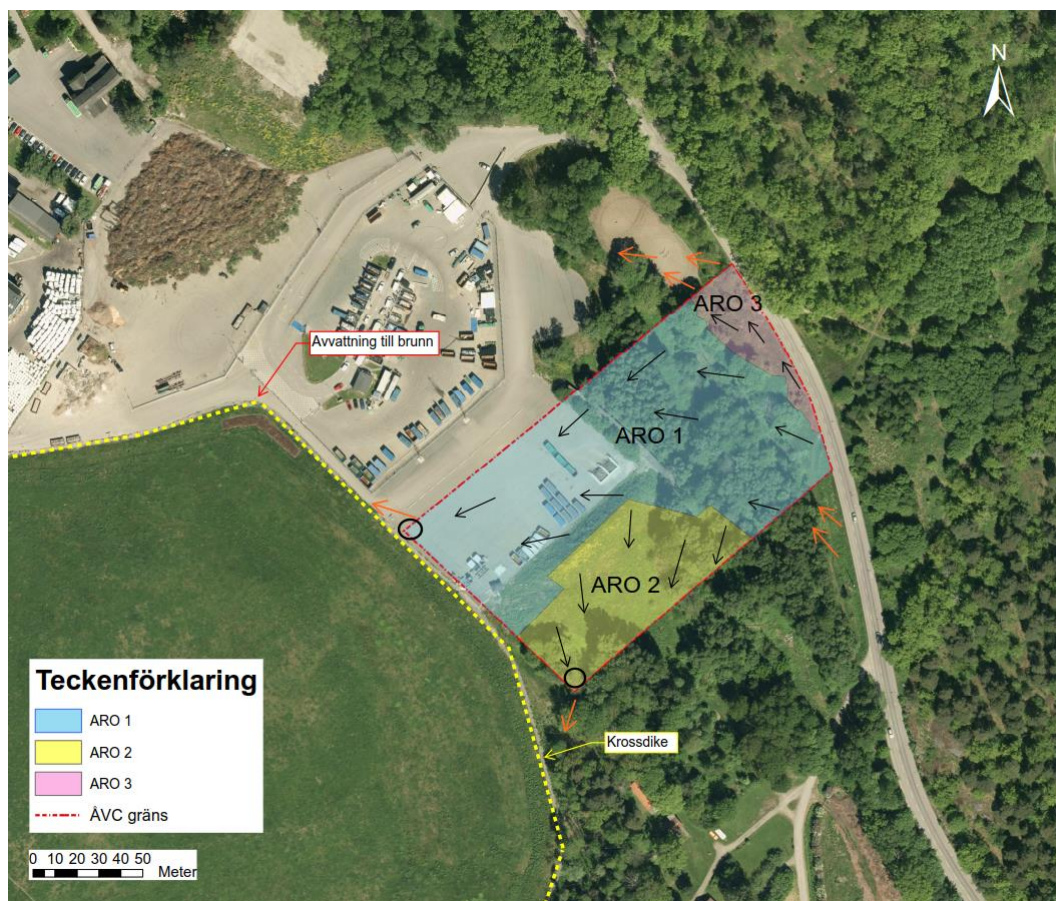 N
ARO 3
Avvattning till brunn
ARO 1
ARO 2
Teckenförklaring
ARO 1
ARO 2
ARO 3
ÅVC gräns
Krossdike
0 10 20 30 40 50
Meter